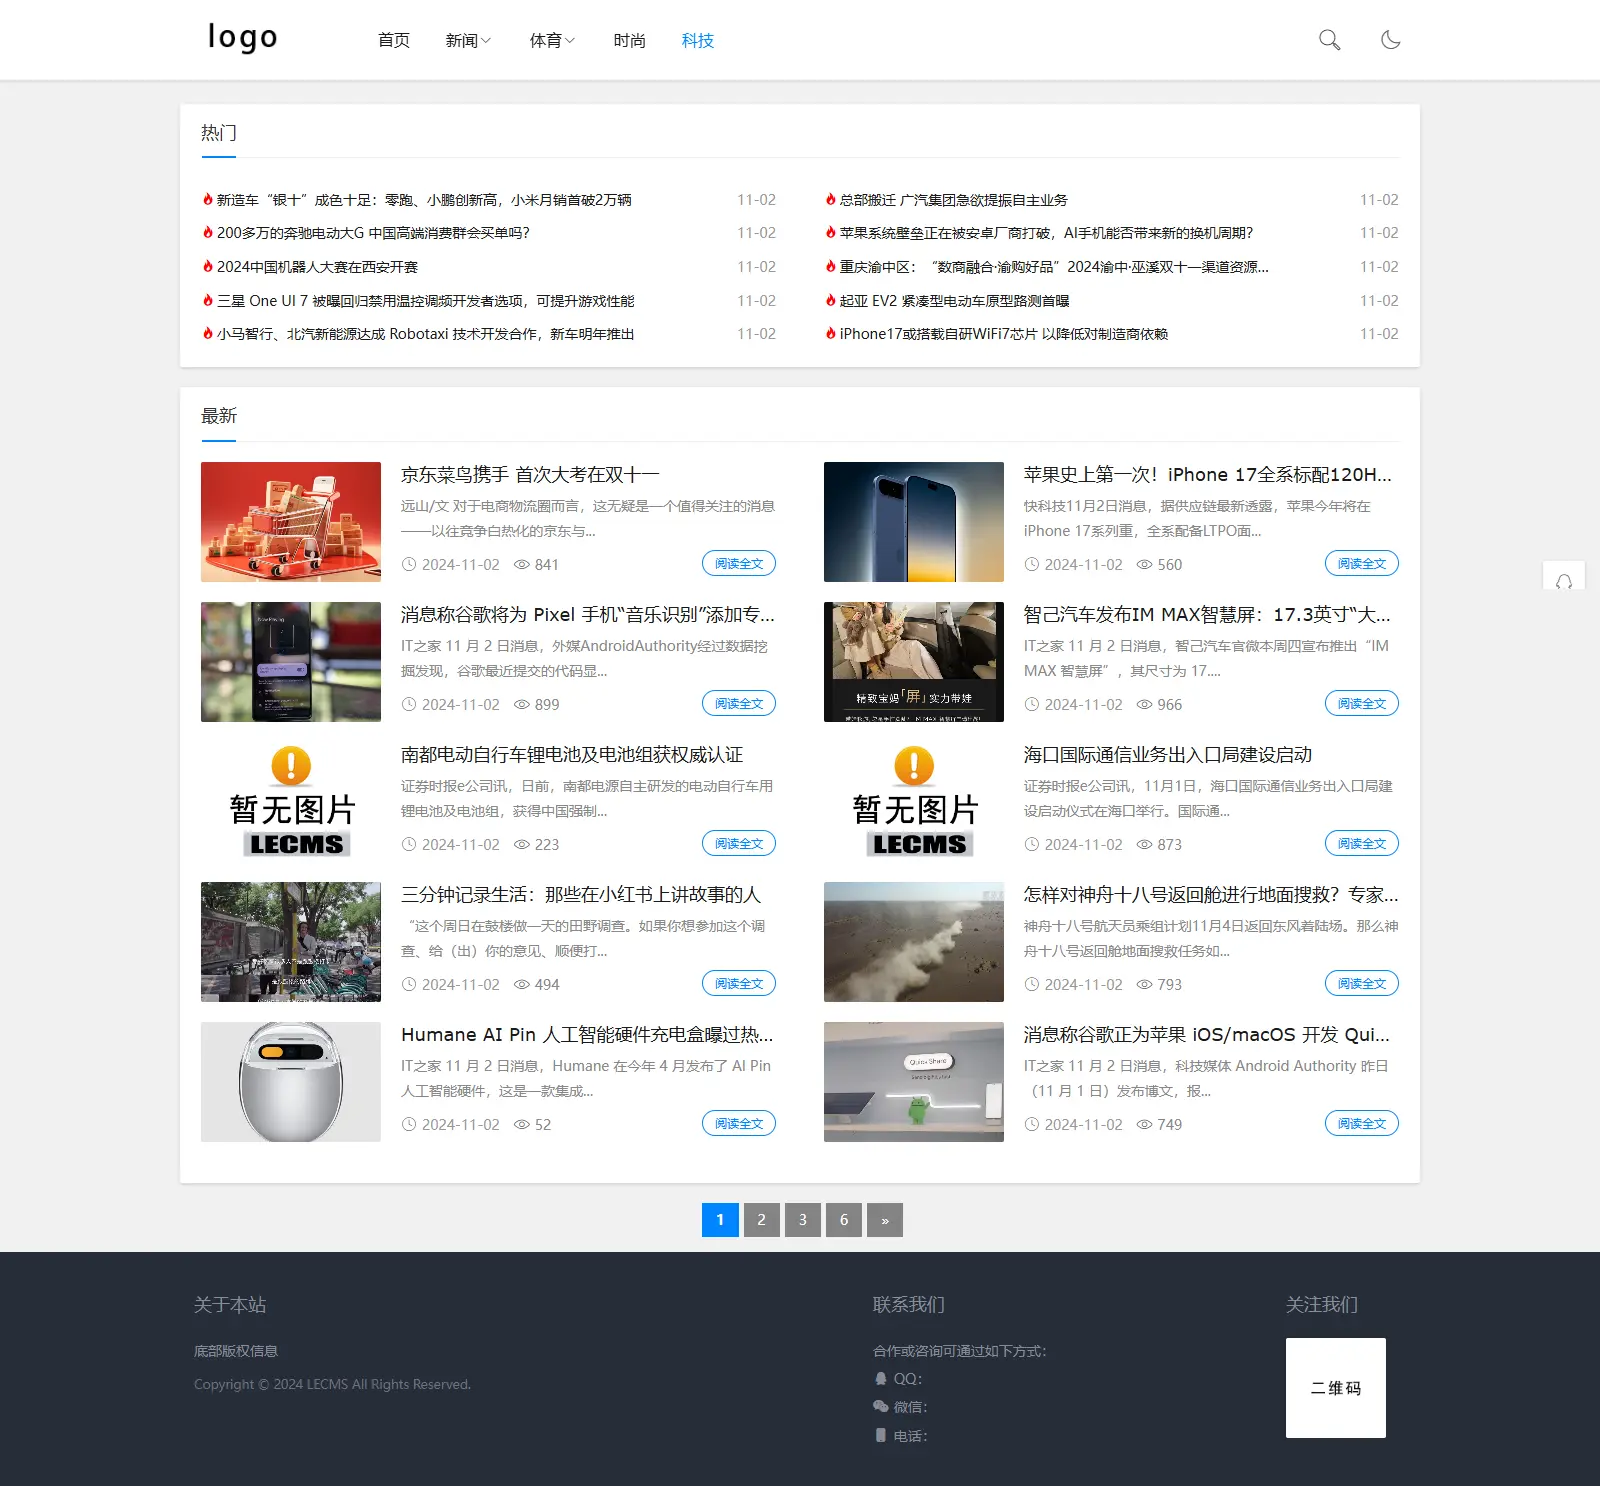 logo
首页
新闻
体育
时尚
科技
热门
新造车“银十”成色十足：零跑、小鹏创新高，小米月销首破2万辆
11-02
总部搬迁 广汽集团急欲提振自主业务
11-02
200多万的奔驰电动大G 中国高端消费群会买单吗？
11-02
苹果系统壁垒正在被安卓厂商打破，AI手机能否带来新的换机周期？
11-02
2024中国机器人大赛在西安开赛
11-02
重庆渝中区：“数商融合·渝购好品”2024渝中·巫溪双十一渠道资源...
11-02
三星 One UI 7 被曝回归禁用温控调频开发者选项，可提升游戏性能
11-02
起亚 EV2 紧凑型电动车原型路测首曝
11-02
小马智行、北汽新能源达成 Robotaxi 技术开发合作，新车明年推出
11-02
iPhone17或搭载自研WiFi7芯片 以降低对制造商依赖
11-02
最新
京东菜鸟携手 首次大考在双十一
远山/文 对于电商物流圈而言，这无疑是一个值得关注的消息
——以往竞争白热化的京东与...
2024-11-02 841
阅读全文
苹果史上第一次！iPhone 17全系标配120H...
快科技11月2日消息，据供应链最新透露，苹果今年将在
iPhone 17系列重，全系配备LTPO面...
2024-11-02 560
阅读全文
消息称谷歌将为 Pixel 手机“音乐识别”添加专...
IT之家 11 月 2 日消息，外媒AndroidAuthority经过数据挖
掘发现，谷歌最近提交的代码显...
2024-11-02 899
阅读全文
精致宝妈「屏」实力带娃
智己汽车发布IM MAX智慧屏：17.3英寸“大...
IT之家 11 月 2 日消息，智己汽车官微本周四宣布推出“IM
MAX 智慧屏”，其尺寸为 17....
2024-11-02 966
阅读全文
暂无图片
LECMS
南都电动自行车锂电池及电池组获权威认证
证券时报e公司讯，日前，南都电源自主研发的电动自行车用
锂电池及电池组，获得中国强制...
2024-11-02 223
阅读全文
暂无图片
LECMS
海口国际通信业务出入口局建设启动
证券时报e公司讯，11月1日，海口国际通信业务出入口局建
设启动仪式在海口举行。国际通...
2024-11-02 873
阅读全文
三分钟记录生活：那些在小红书上讲故事的人
“这个周日在鼓楼做一天的田野调查。如果你想参加这个调
查、给（出）你的意见、顺便打...
2024-11-02 494
阅读全文
怎样对神舟十八号返回舱进行地面搜救？专家...
神舟十八号航天员乘组计划11月4日返回东风着陆场。那么神
舟十八号返回舱地面搜救任务如...
2024-11-02 793
阅读全文
Humane AI Pin 人工智能硬件充电盒曝过热...
IT之家 11 月 2 日消息，Humane 在今年 4 月发布了 AI Pin
人工智能硬件，这是一款集成...
2024-11-02 52
阅读全文
Quick Share
消息称谷歌正为苹果 iOS/macOS 开发 Qui...
IT之家 11 月 2 日消息，科技媒体 Android Authority 昨日
（11 月 1 日）发布博文，报...
2024-11-02 749
阅读全文
1 2 3 6 »
关于本站
底部版权信息
Copyright © 2024 LECMS All Rights Reserved.
联系我们
合作或咨询可通过如下方式：
QQ：
微信：
电话：
关注我们
二维码